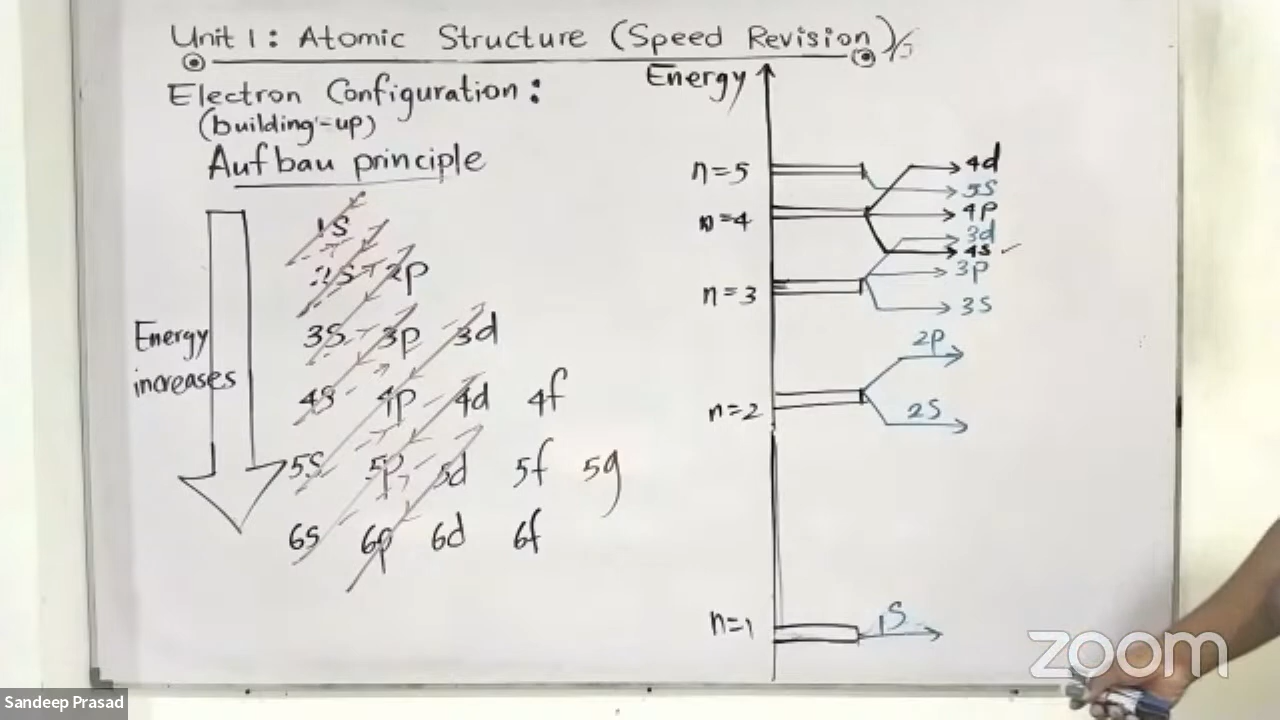 Unit 1: Atomic Structure (Speed Revision)
Electron Configuration:
(building-up)
Aufbau principle
Energy increases
1s
2s 2p
3s 3p 3d
4s 4p 4d 4f
5s 5p 5d 5f 5g
6s 6p 6d 6f
Energy
n=5
4d
5s
n=4
4p
3d
4s
n=3
3p
3s
2p
n=2
2s
n=1
1s
zoom
Sandeep Prasad